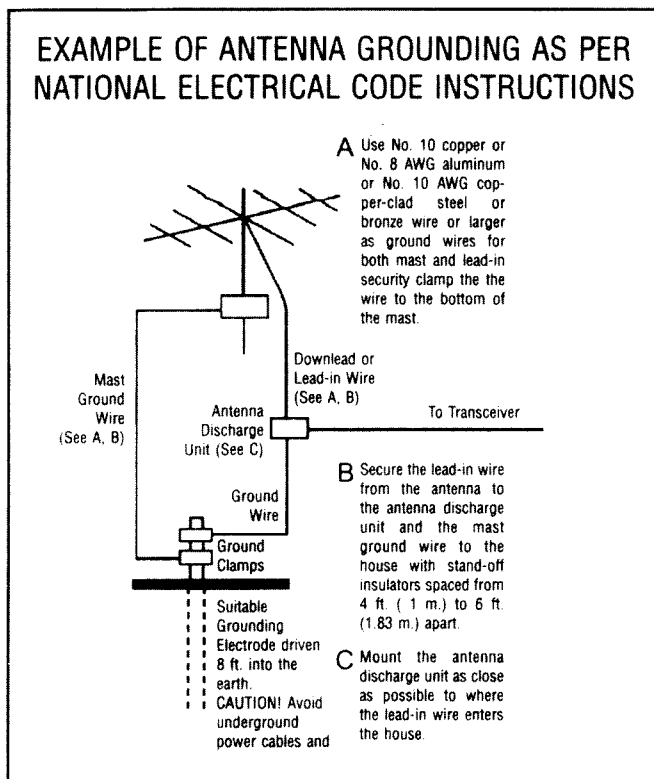 EXAMPLE OF ANTENNA GROUNDING AS PER
NATIONAL ELECTRICAL CODE INSTRUCTIONS
A Use No. 10 copper or
No. 8 AWG aluminum
or No. 10 AWG cop-
per-clad steel or
bronze wire or larger
as ground wires for
both mast and lead-in
security clamp the the
wire to the bottom of
the mast.
Mast
Ground
Wire
(See A, B)
Downlead or
Lead-in Wire
(See A, B)
Antenna
Discharge
Unit (See C)
To Transceiver
Ground
Wire
Ground
Clamps
B Secure the lead-in wire
from the antenna to
the antenna discharge
unit and the mast
ground wire to the
house with stand-off
insulators spaced from
4 ft. ( 1 m.) to 6 ft.
(1.83 m.) apart.
Suitable
Grounding
Electrode driven
8 ft. into the
earth.
CAUTION! Avoid
underground
power cables and
C Mount the antenna
discharge unit as close
as possible to where
the lead-in wire enters
the house.